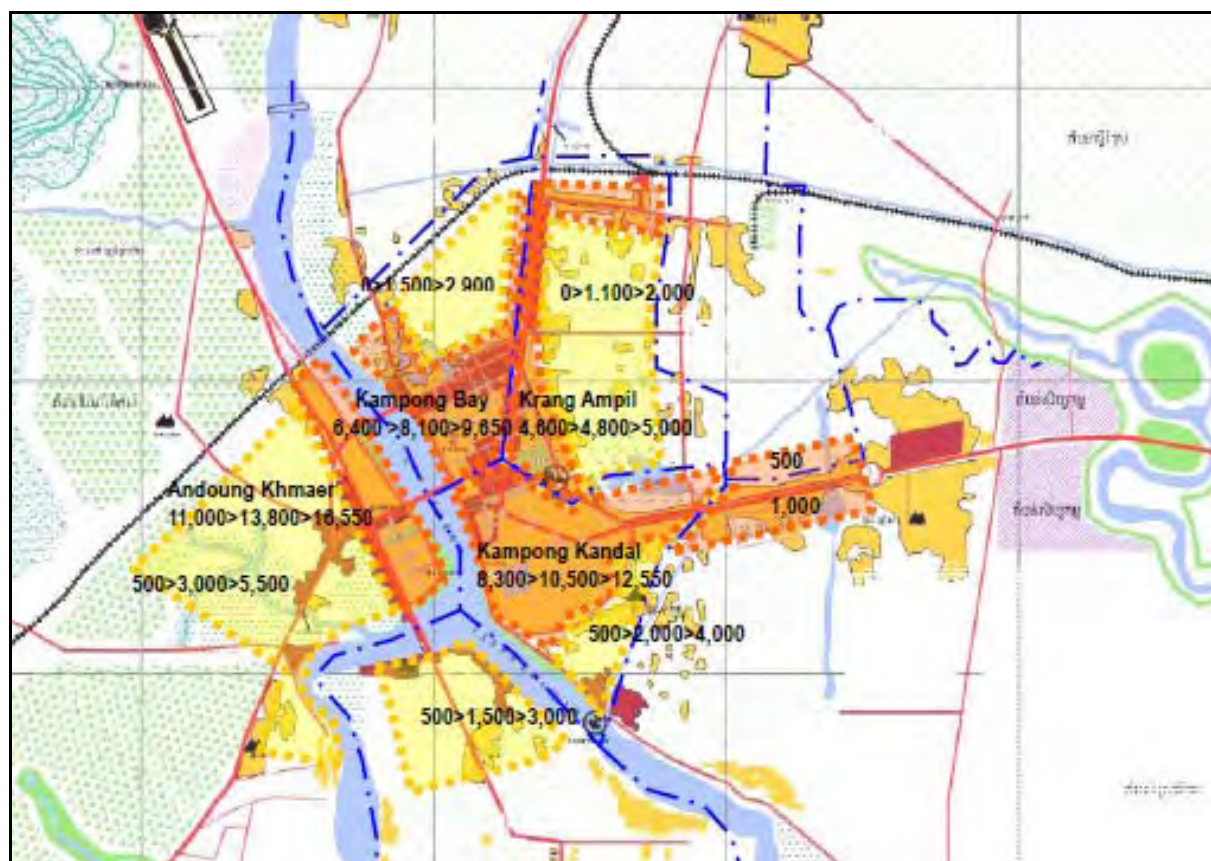 0>1.500>2.900
0>1.100>2.000
Kampong Bay
6,400 >8,100>9,650
Krang Ampil
4,600>4,800>5,000
500
Andoung Khmaer
11,000>13,800>16,550
1,000
Kampong Kandal
8,300>10,500>12,550
500>3,000>5,500
500>2,000>4,000
500>1,500>3,000